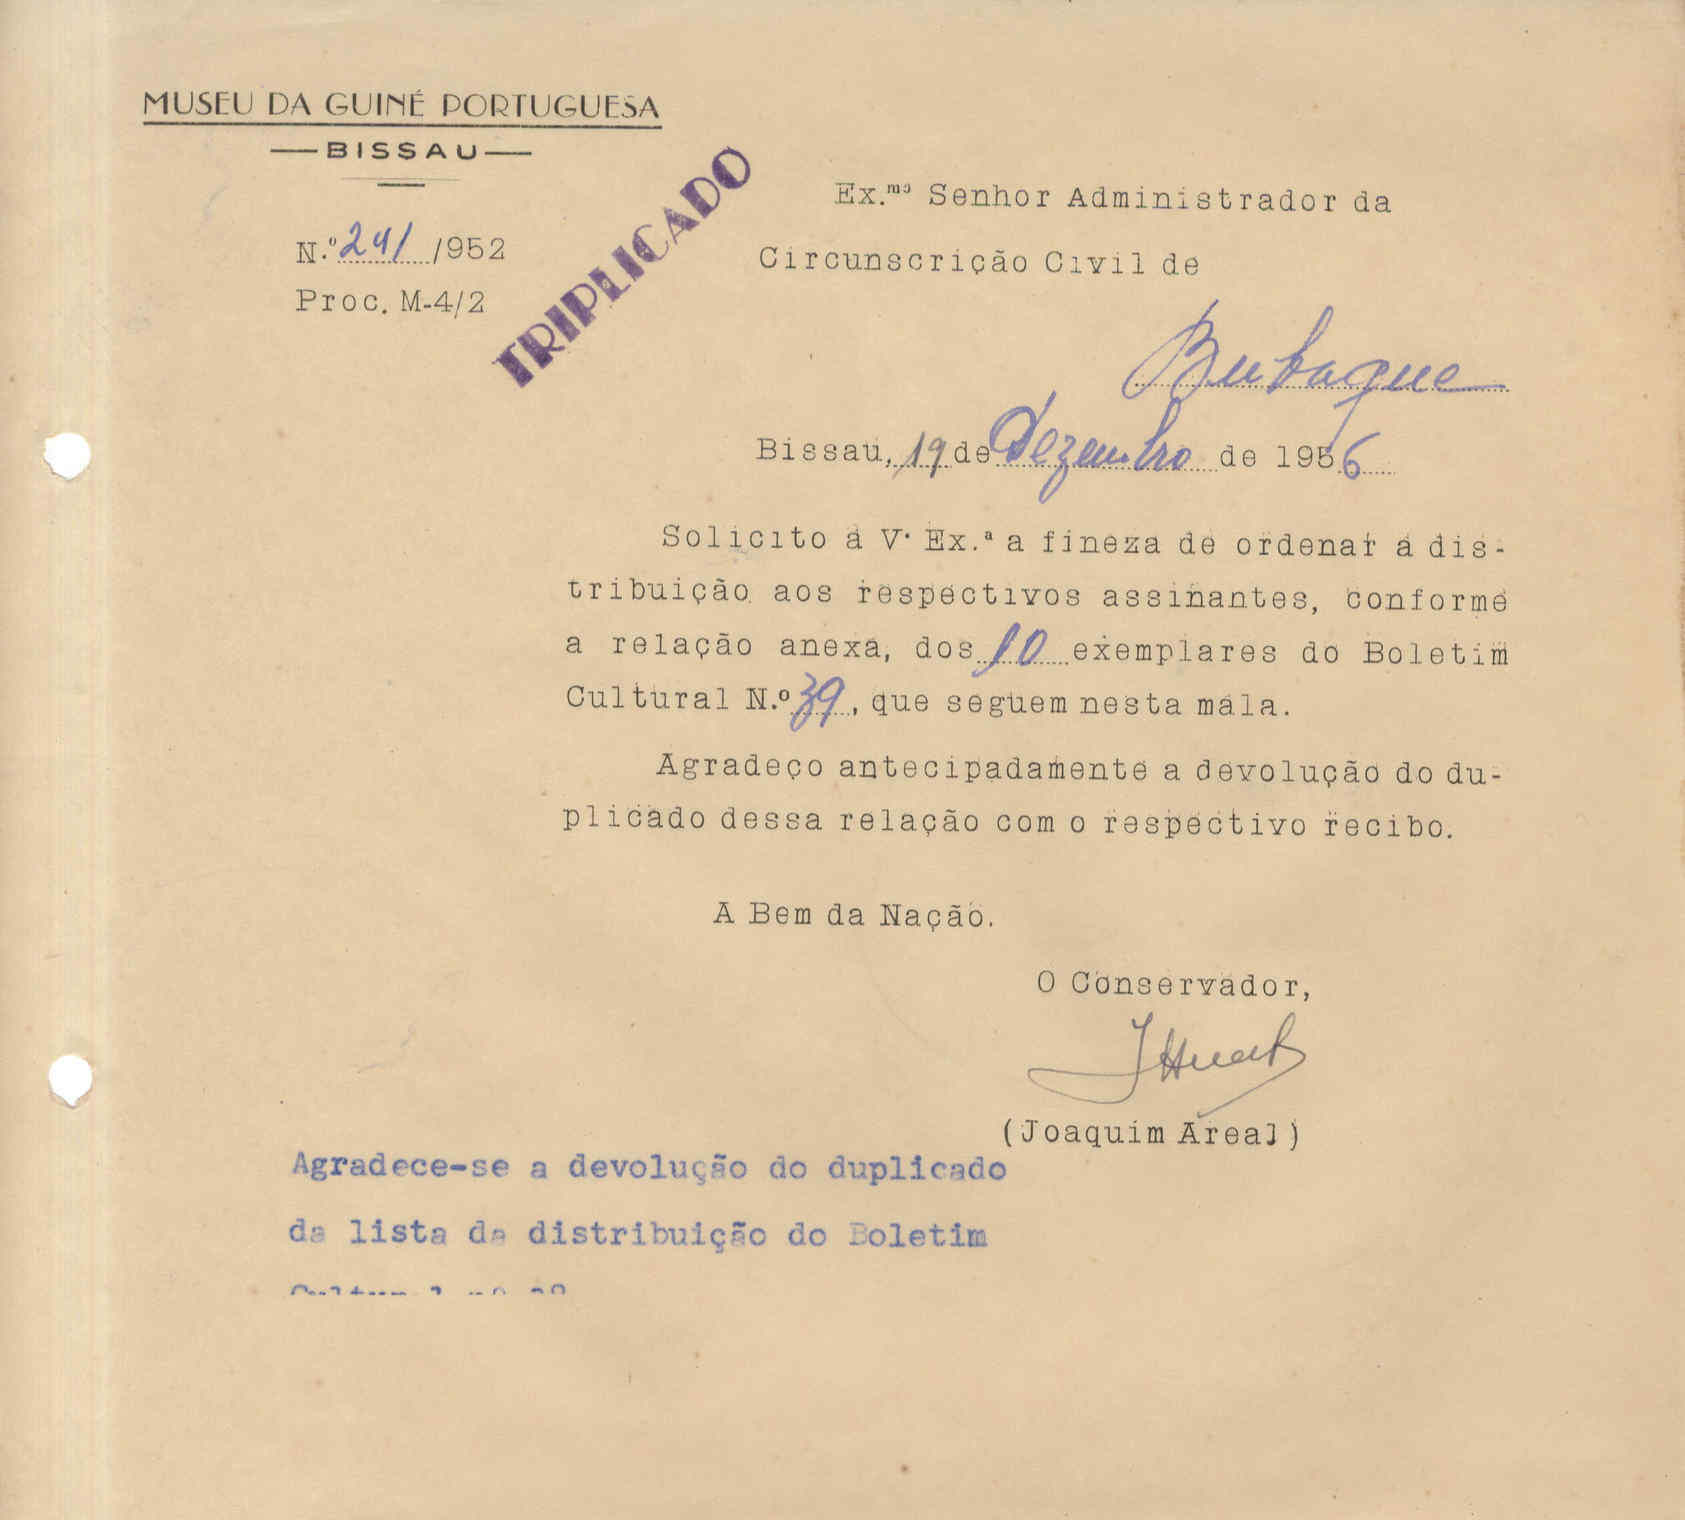 MUSEU DA GUINÉ PORTUGUESA
BISSAU
TRIPLICADO
N.º 241 /952
Proc. M-4/2
Ex.mo Senhor Administrador da
Circunscrição Civil de
Bubaque
Bissau, 19 de Dezembro de 1956
Solicito a V. Ex.ª a fineza de ordenar a dis-
tribuição aos respectivos assinantes, conforme
a relação anexa, dos 10 exemplares do Boletim
Cultural N.º 39, que seguem nesta mala.
Agradeço antecipadamente a devolução do du-
plicado dessa relação com o respectivo recibo.
A Bem da Nação.
O Conservador,
(Joaquim Areal)
Agradece-se a devolução do duplicado
da lista da distribuição do Boletim